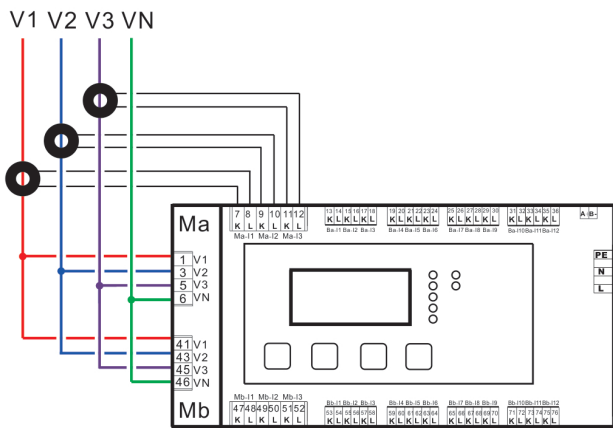 V1 V2 V3 VN
Ma
7 8 9 10 11 12
K L K L K L
Ma-I1 Ma-I2 Ma-I3
13 14 15 16 17 18
K L K L K L
Ba-I1 Ba-I2 Ba-I3
19 20 21 22 23 24
K L K L K L
Ba-I4 Ba-I5 Ba-I6
25 26 27 28 29 30
K L K L K L
Ba-I7 Ba-I8 Ba-I9
31 32 33 34 35 36
K L K L K L
Ba-I10 Ba-I11 Ba-I12
A B-
PE
N
L
1 V1
3 V2
5 V3
6 VN
41 V1
43 V2
45 V3
46 VN
Mb
Mb-I1 Mb-I2 Mb-I3
47 48 49 50 51 52
K L K L K L
Bb-I1 Bb-I2 Bb-I3
53 54 55 56 57 58
K L K L K L
Bb-I4 Bb-I5 Bb-I6
59 60 61 62 63 64
K L K L K L
Bb-I7 Bb-I8 Bb-I9
65 66 67 68 69 70
K L K L K L
Bb-I10 Bb-I11 Bb-I12
71 72 73 74 75 76
K L K L K L